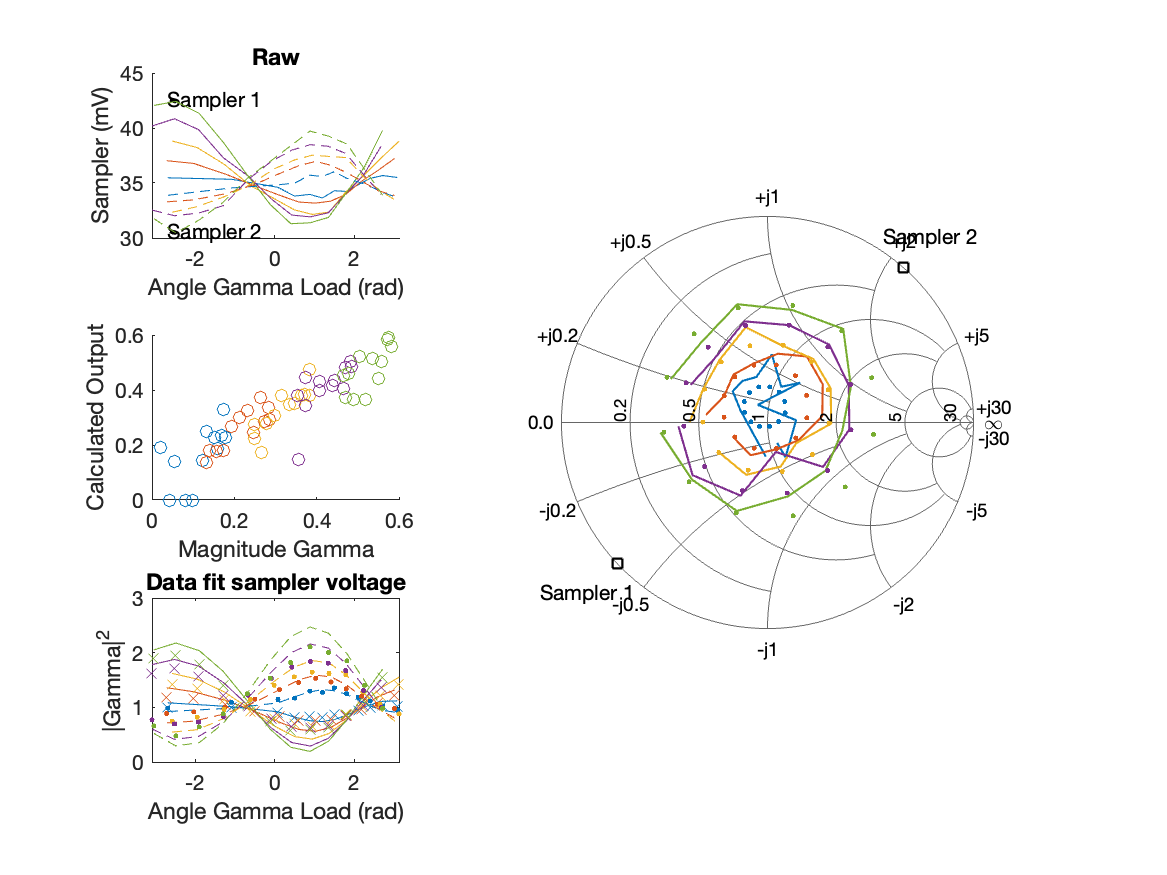 Raw
45
40
35
30
Sampler (mV)
Sampler 1
Sampler 2
-2
0
2
Angle Gamma Load (rad)
0.6
0.4
0.2
0
Calculated Output
0
0.2
0.4
0.6
Magnitude Gamma
Data fit sampler voltage
3
2
1
0
|Gamma|2
-2
0
2
Angle Gamma Load (rad)
+j1
Sampler 2
+j2
+j0.5
+j5
+j0.2
0.0
0.2
0.5
1
2
5
30
+j30
∞
-j30
-j0.2
-j5
Sampler 1
-j0.5
-j2
-j1